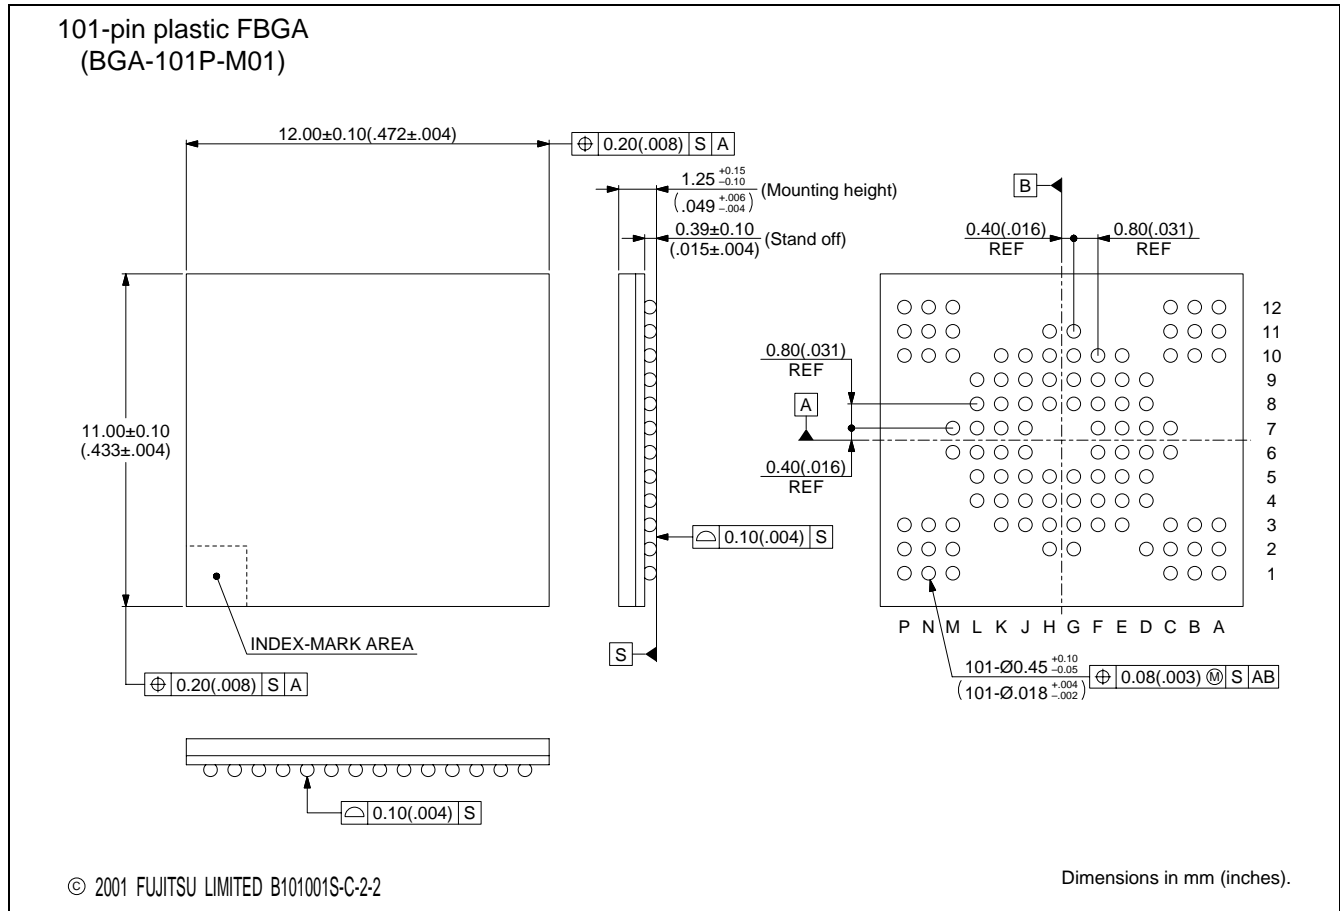 101-pin plastic FBGA
(BGA-101P-M01)
12.00±0.10(.472±.004)
⌖ 0.20(.008) S A
1.25 +0.15 –0.10 (Mounting height)
(.049 +.006 –.004)
0.39±0.10 (Stand off)
(.015±.004)
B
0.40(.016)
REF
0.80(.031)
REF
0.80(.031)
REF
A
0.40(.016)
REF
12
11
10
9
8
7
6
5
4
3
2
1
P N M L K J H G F E D C B A
11.00±0.10
(.433±.004)
⌓ 0.10(.004) S
INDEX-MARK AREA
S
⌖ 0.20(.008) S A
101-Ø0.45 +0.10 –0.05
(101-Ø.018 +.004 –.002)
⌖ 0.08(.003) Ⓜ S AB
⌓ 0.10(.004) S
© 2001 FUJITSU LIMITED B101001S-C-2-2
Dimensions in mm (inches).